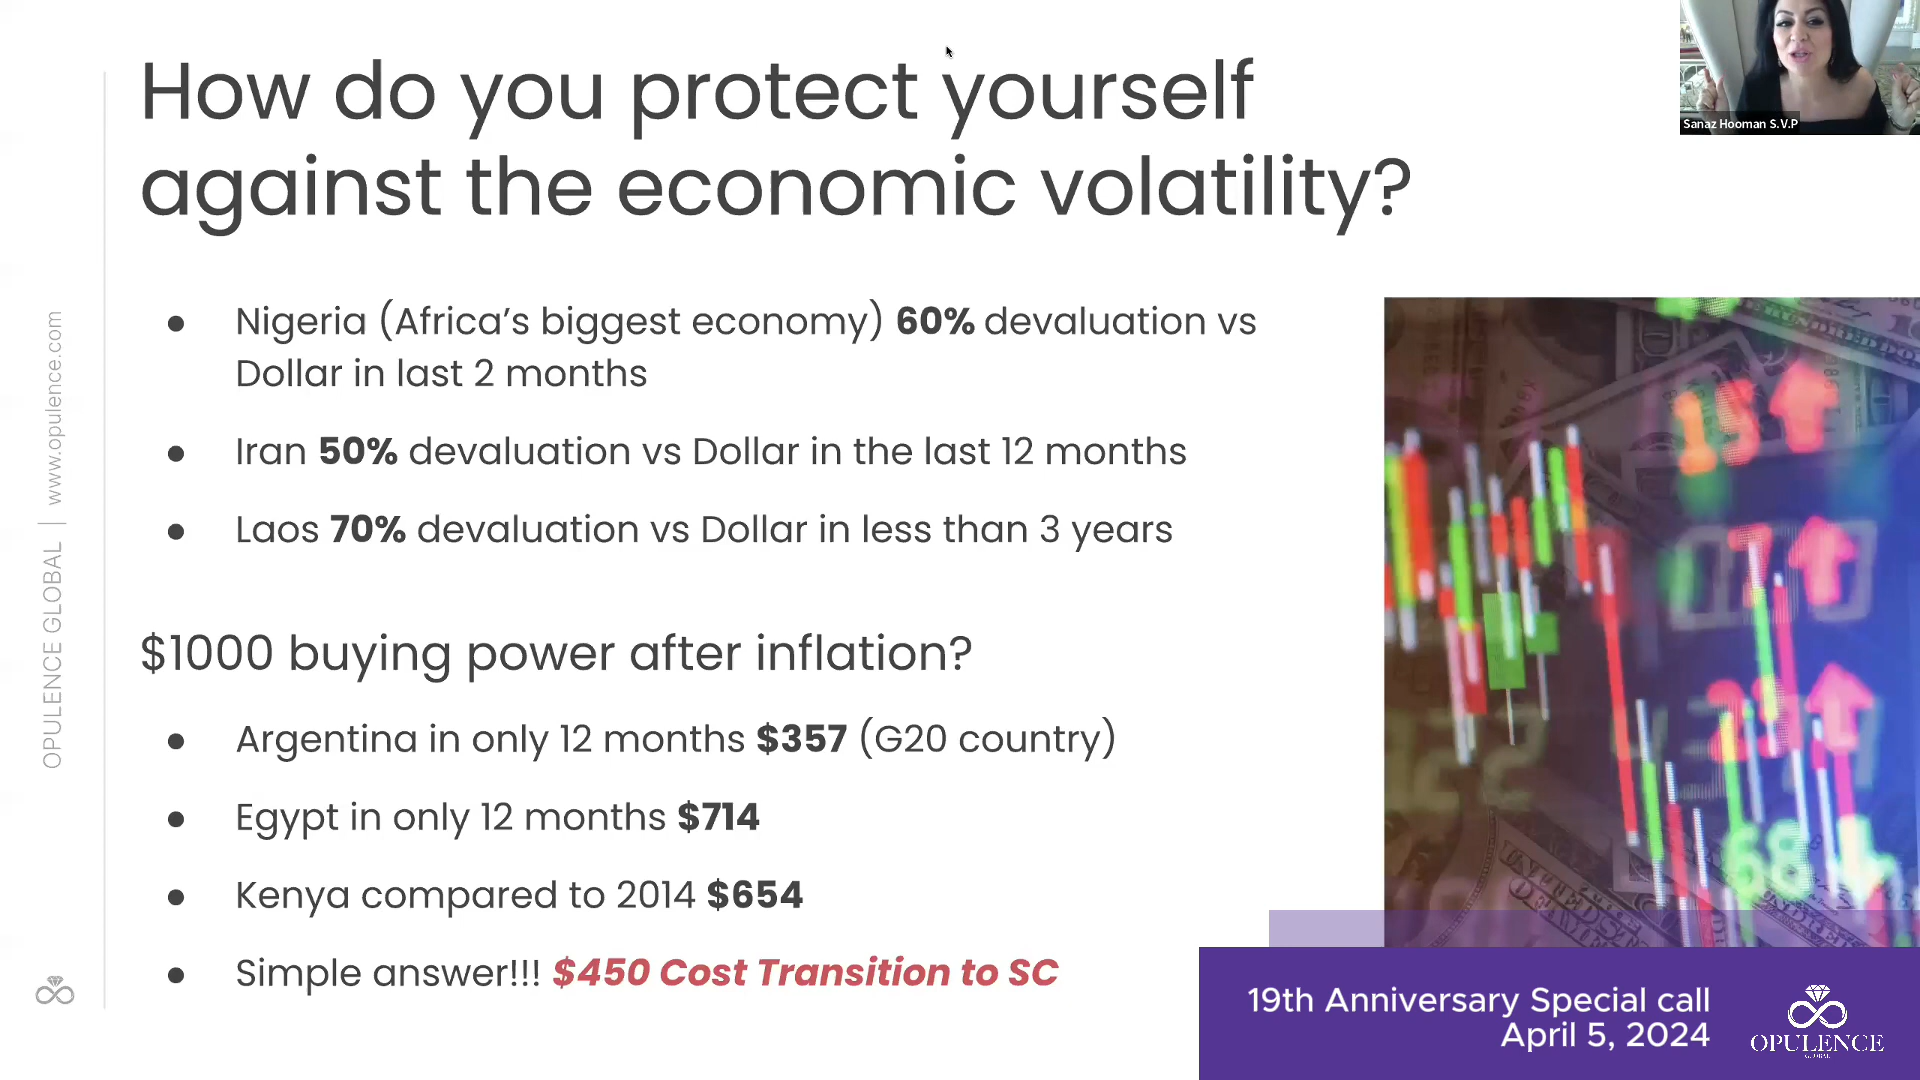 How do you protect yourself
against the economic volatility?
Sanaz Hooman S.V.P
● Nigeria (Africa’s biggest economy) 60% devaluation vs
Dollar in last 2 months
● Iran 50% devaluation vs Dollar in the last 12 months
● Laos 70% devaluation vs Dollar in less than 3 years
$1000 buying power after inflation?
● Argentina in only 12 months $357 (G20 country)
● Egypt in only 12 months $714
● Kenya compared to 2014 $654
● Simple answer!!! $450 Cost Transition to SC
OPULENCE GLOBAL | www.opulence.com
15
68
19th Anniversary Special call
April 5, 2024
OPULENCE
GLOBAL